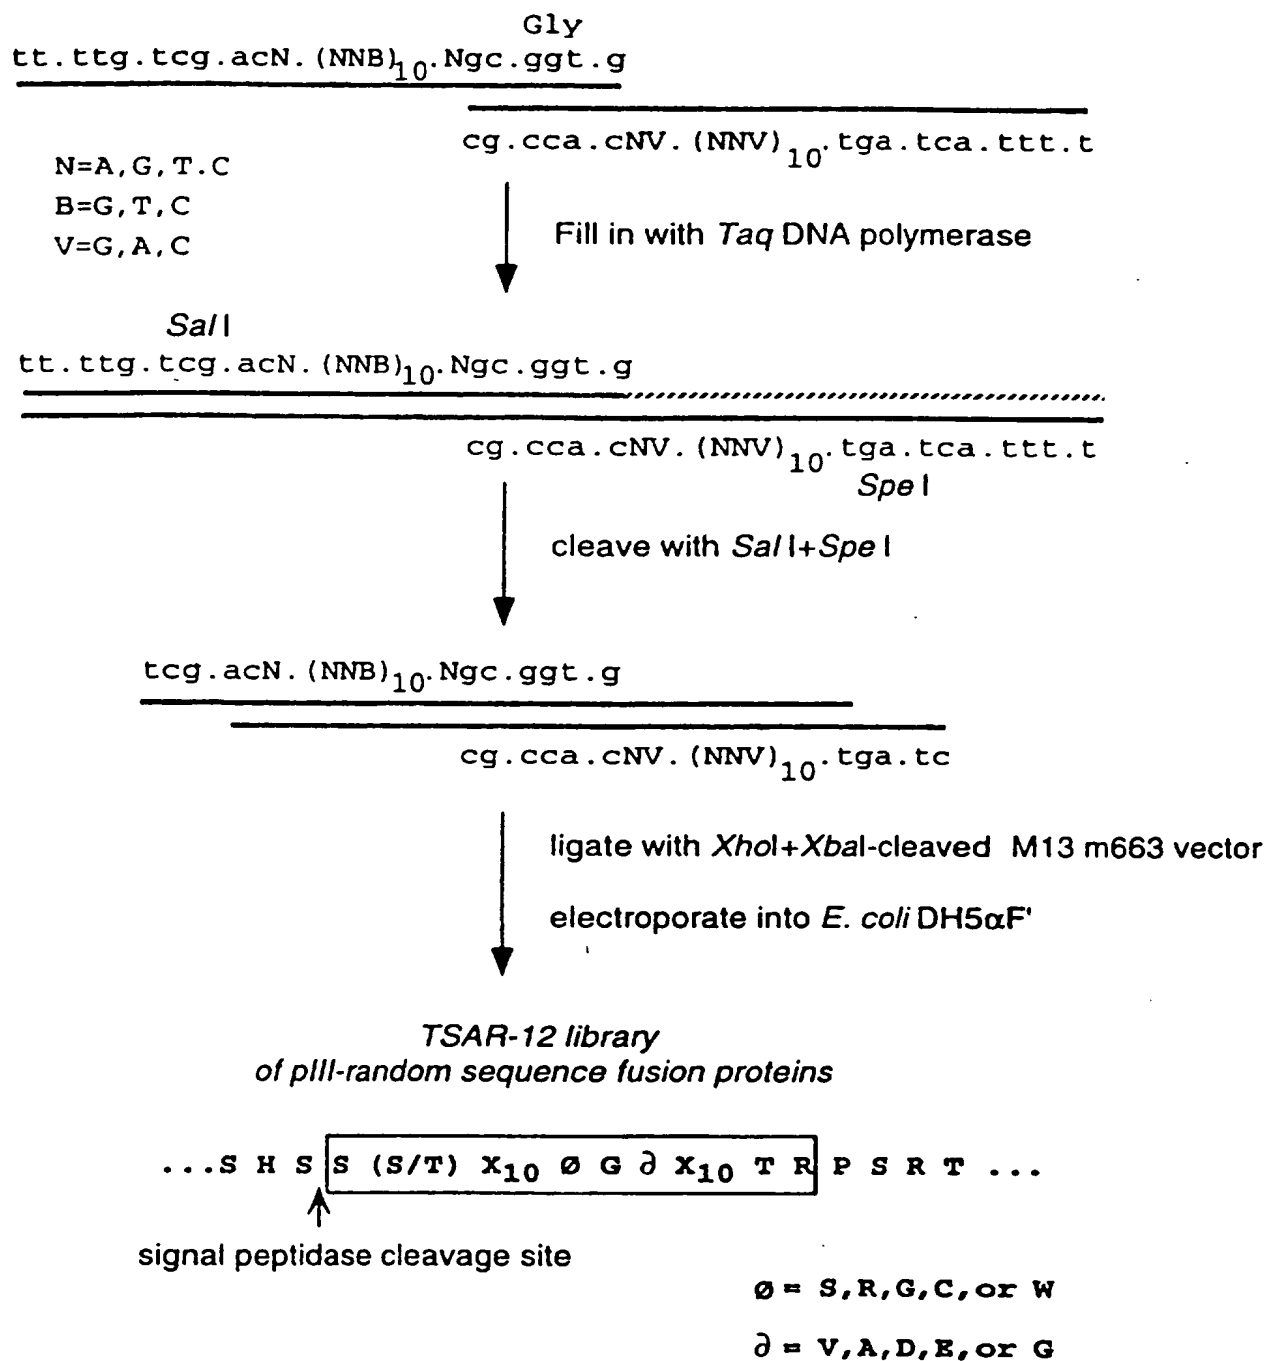 Gly
tt.ttg.tcg.acN.(NNB)10.Ngc.ggt.g
cg.cca.cNV.(NNV)10.tga.tca.ttt.t
N=A,G,T.C
B=G,T,C
V=G,A,C
Fill in with Taq DNA polymerase
Sal I
tt.ttg.tcg.acN.(NNB)10.Ngc.ggt.g
cg.cca.cNV.(NNV)10.tga.tca.ttt.t
Spe I
cleave with Sal I+Spe I
tcg.acN.(NNB)10.Ngc.ggt.g
cg.cca.cNV.(NNV)10.tga.tc
ligate with XhoI+XbaI-cleaved M13 m663 vector
electroporate into E. coli DH5αF'
TSAR-12 library
of pIII-random sequence fusion proteins
...S H S S (S/T) X10 Ø G ∂ X10 T R P S R T ...
signal peptidase cleavage site
Ø = S,R,G,C,or W
∂ = V,A,D,E,or G